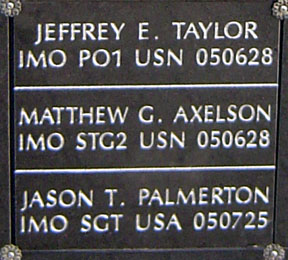 JEFFREY E. TAYLOR
IMO PO1 USN 050628
MATTHEW G. AXELSON
IMO STG2 USN 050628
JASON T. PALMERTON
IMO SGT USA 050725